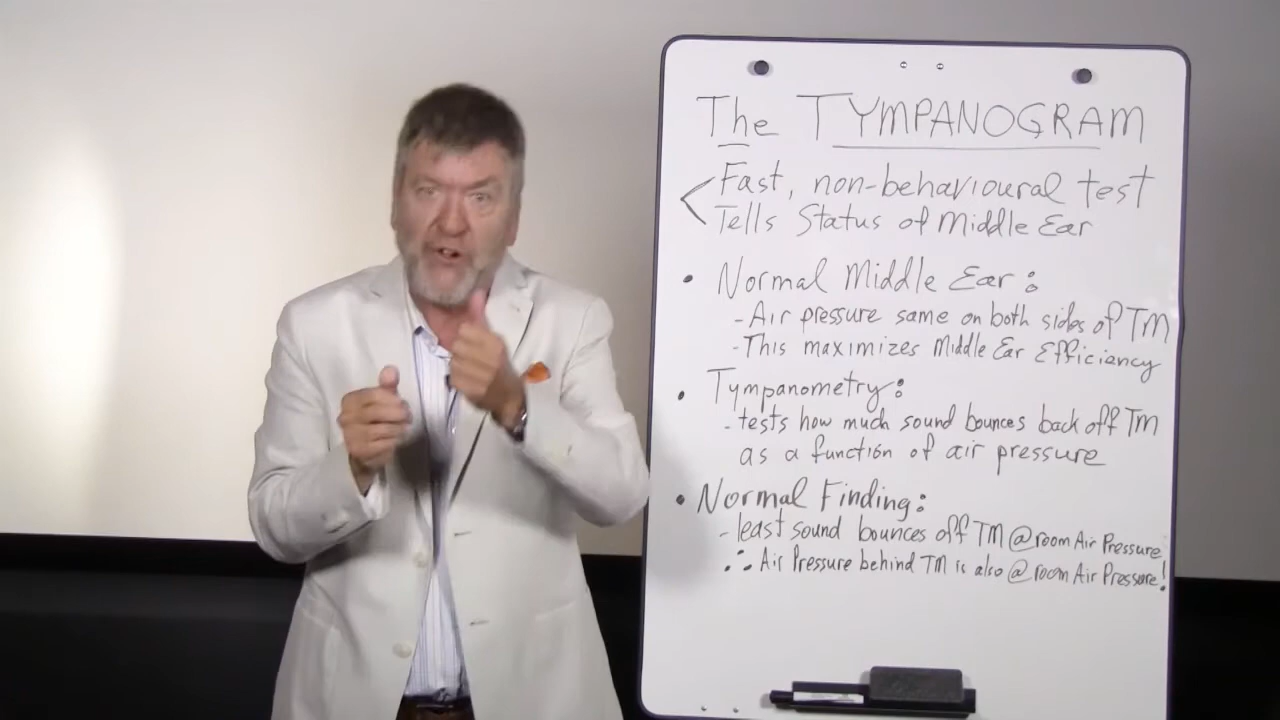 The TYMPANOGRAM
Fast, non-behavioural test
Tells Status of Middle Ear
• Normal Middle Ear:
- Air pressure same on both sides of TM
- This maximizes Middle Ear Efficiency
• Tympanometry:
- tests how much sound bounces back off TM
as a function of air pressure
• Normal Finding:
- least sound bounces off TM @ room Air Pressure
∴ Air Pressure behind TM is also @ room Air Pressure!